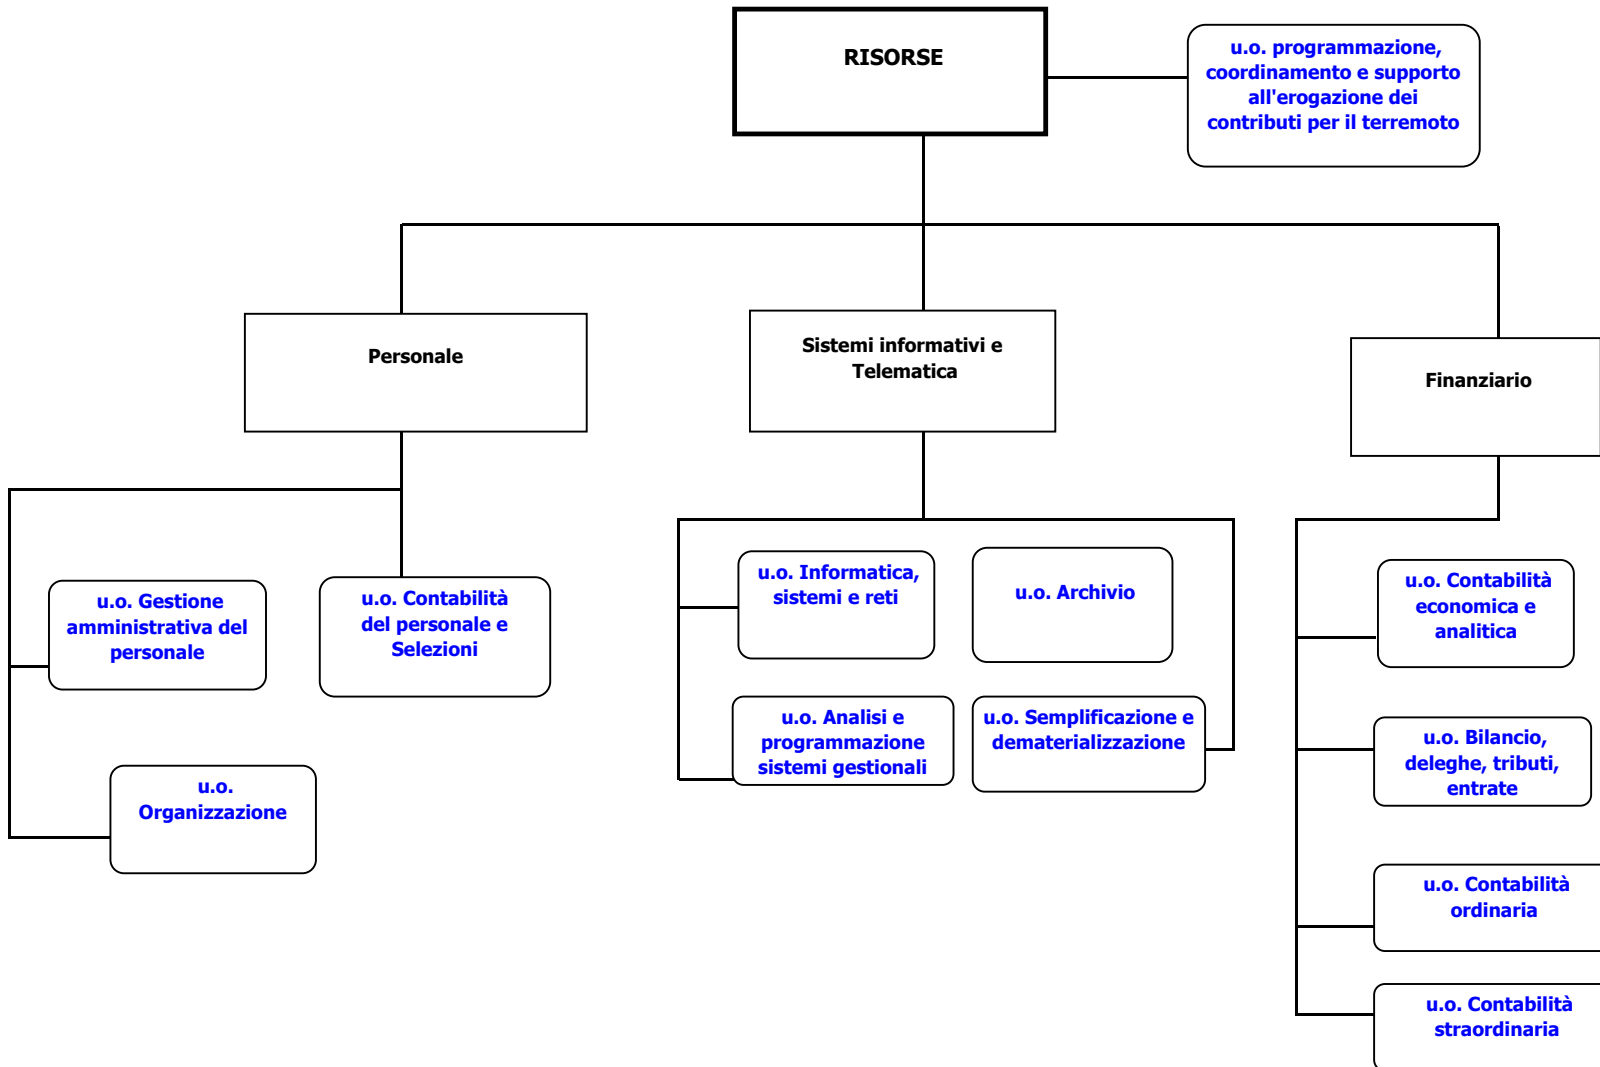 RISORSE
u.o. programmazione,
coordinamento e supporto
all'erogazione dei
contributi per il terremoto
Personale
Sistemi informativi e
Telematica
Finanziario
u.o. Gestione
amministrativa del
personale
u.o. Contabilità
del personale e
Selezioni
u.o.
Organizzazione
u.o. Informatica,
sistemi e reti
u.o. Archivio
u.o. Analisi e
programmazione
sistemi gestionali
u.o. Semplificazione e
dematerializzazione
u.o. Contabilità
economica e
analitica
u.o. Bilancio,
deleghe, tributi,
entrate
u.o. Contabilità
ordinaria
u.o. Contabilità
straordinaria